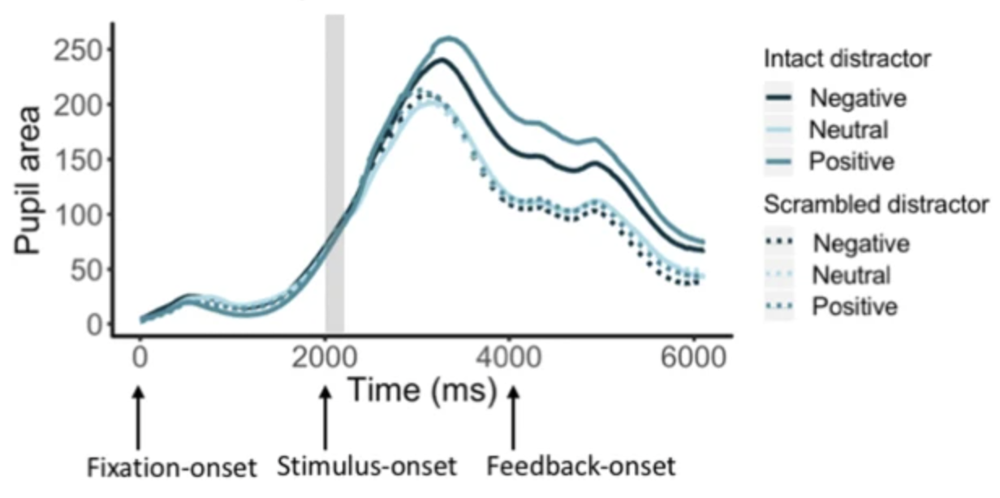 Pupil area
250
200
150
100
50
0
0 2000 4000 6000
Time (ms)
Fixation-onset Stimulus-onset Feedback-onset
Intact distractor
Negative
Neutral
Positive
Scrambled distractor
Negative
Neutral
Positive